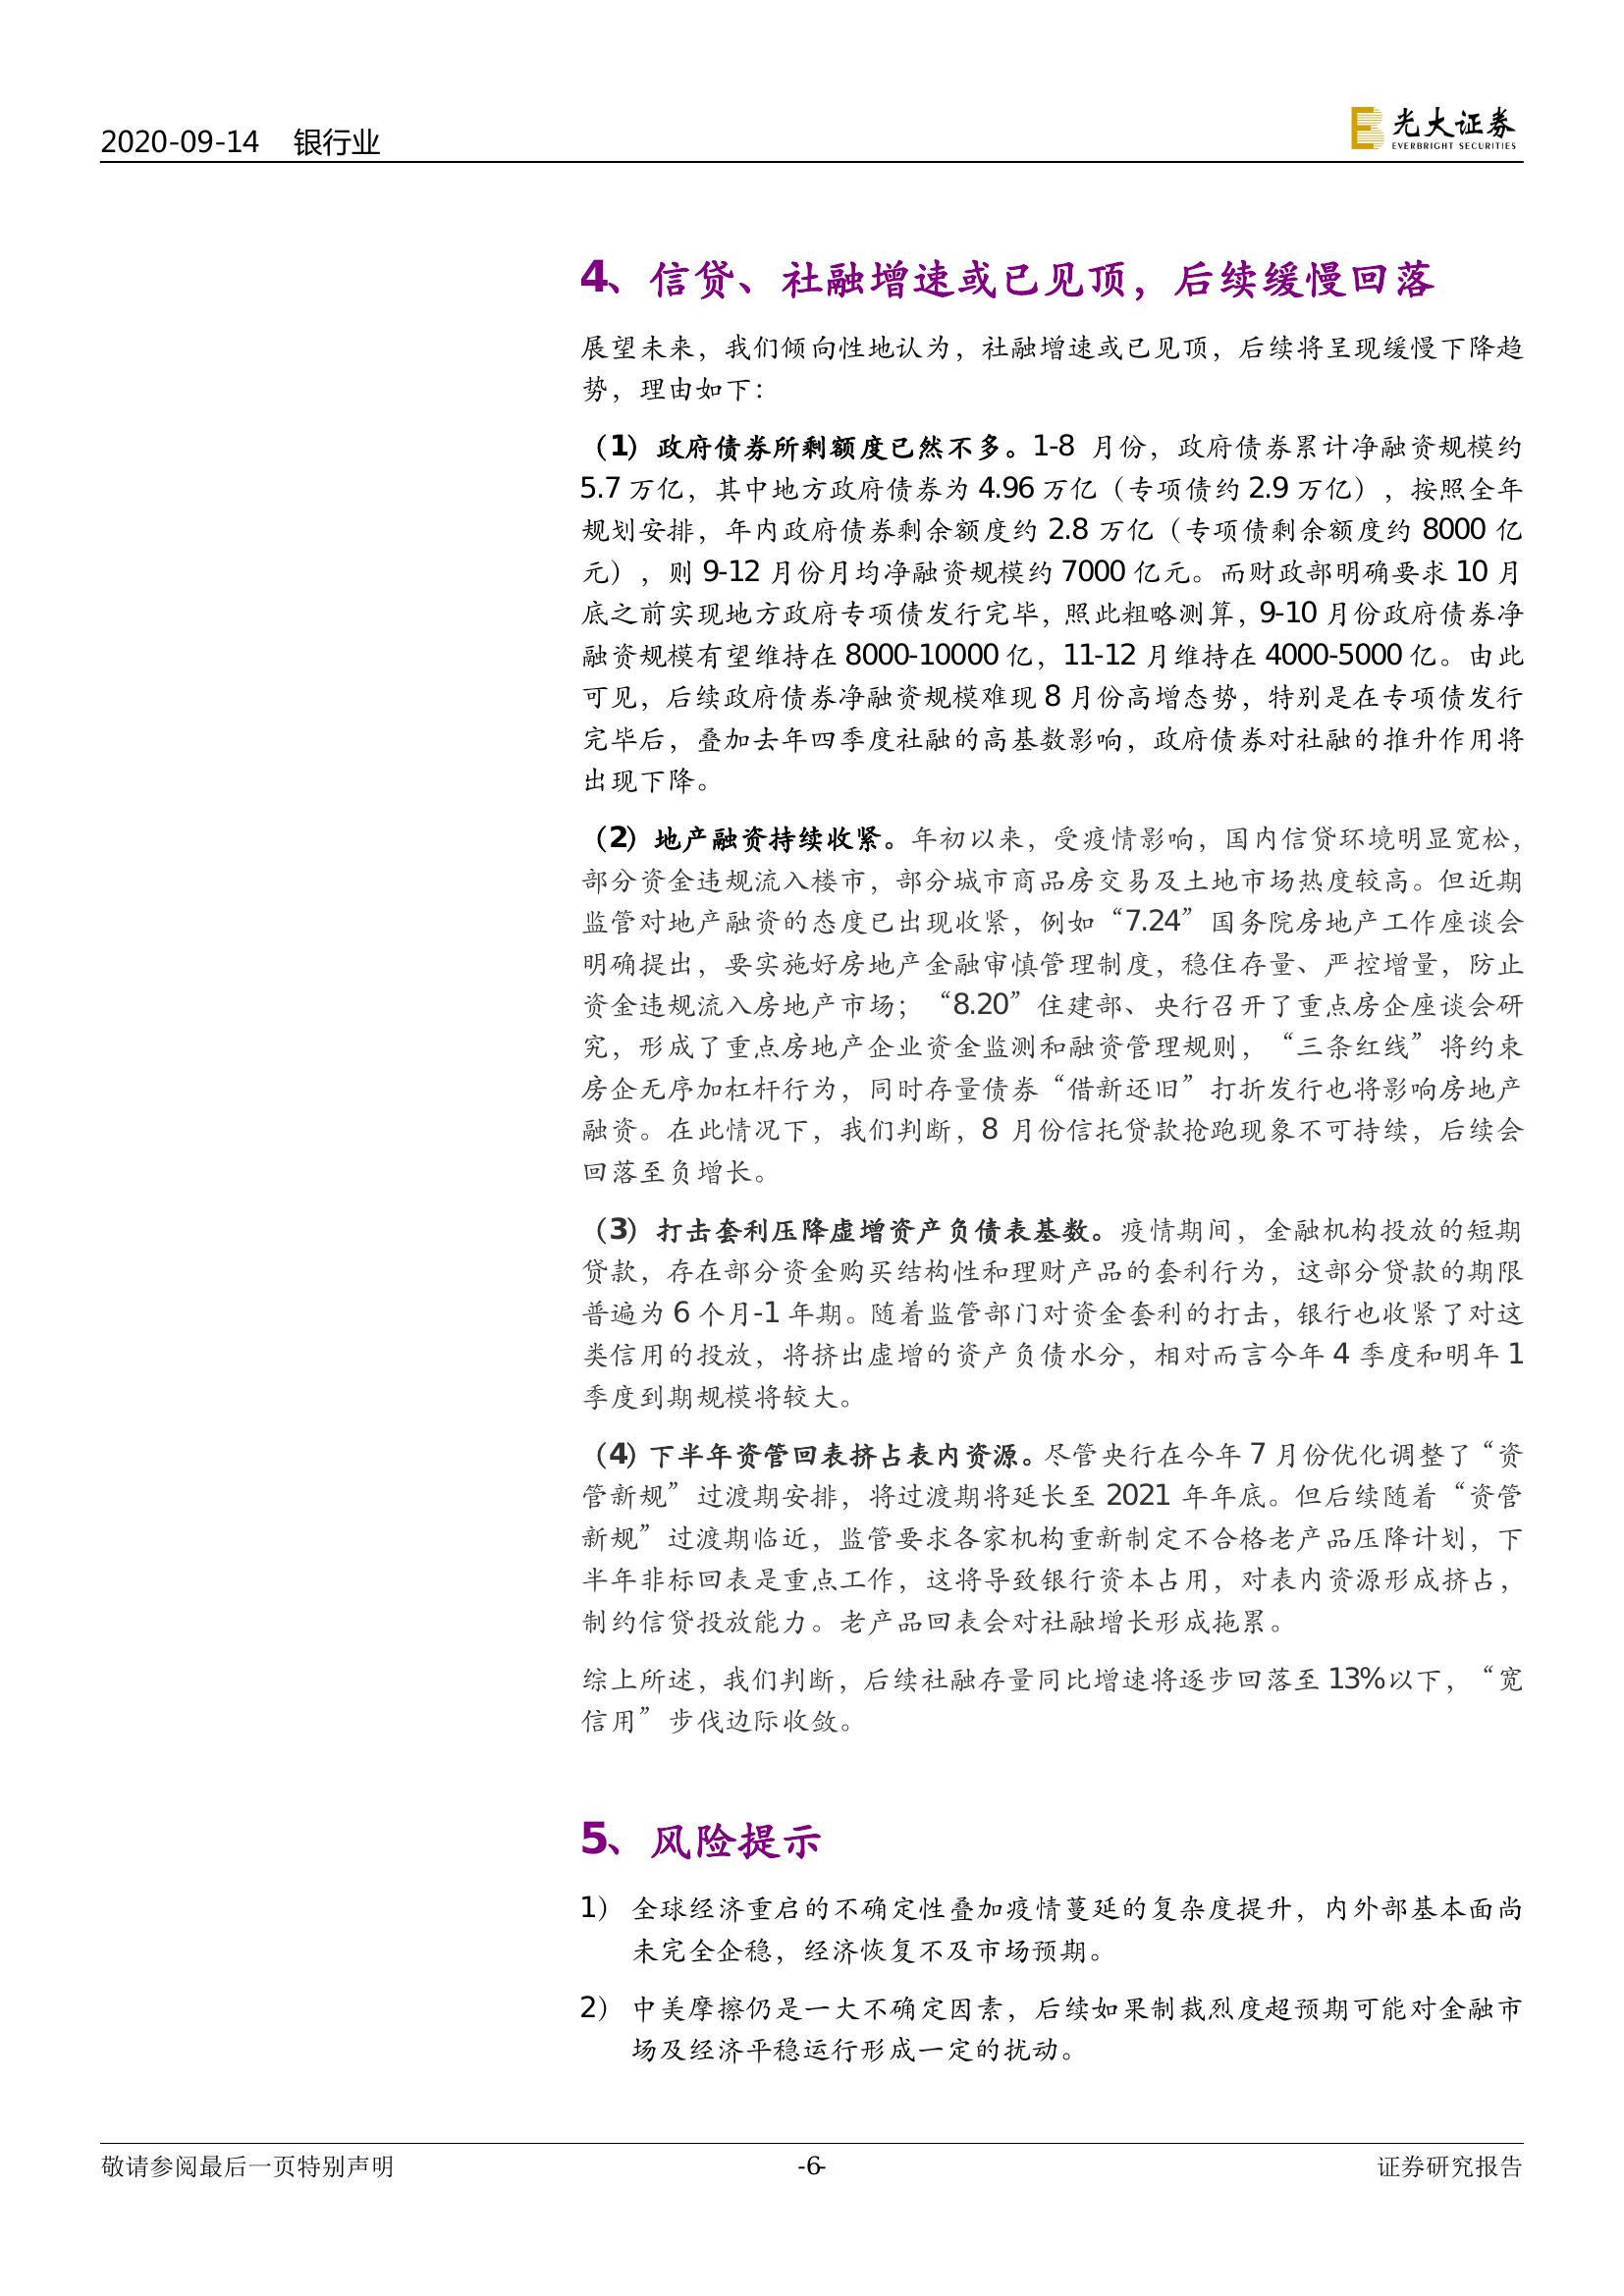 2020-09-14 银行业
光大证券
EVERBRIGHT SECURITIES
4、信贷、社融增速或已见顶，后续缓慢回落
展望未来，我们倾向性地认为，社融增速或已见顶，后续将呈现缓慢下降趋
势，理由如下：
（1）政府债券所剩额度已然不多。1-8 月份，政府债券累计净融资规模约
5.7 万亿，其中地方政府债券为 4.96 万亿（专项债约 2.9 万亿），按照全年
规划安排，年内政府债券剩余额度约 2.8 万亿（专项债剩余额度约 8000 亿
元），则 9-12 月份月均净融资规模约 7000 亿元。而财政部明确要求 10 月
底之前实现地方政府专项债发行完毕，照此粗略测算，9-10 月份政府债券净
融资规模有望维持在 8000-10000 亿，11-12 月维持在 4000-5000 亿。由此
可见，后续政府债券净融资规模难现 8 月份高增态势，特别是在专项债发行
完毕后，叠加去年四季度社融的高基数影响，政府债券对社融的推升作用将
出现下降。
（2）地产融资持续收紧。年初以来，受疫情影响，国内信贷环境明显宽松，
部分资金违规流入楼市，部分城市商品房交易及土地市场热度较高。但近期
监管对地产融资的态度已出现收紧，例如“7.24”国务院房地产工作座谈会
明确提出，要实施好房地产金融审慎管理制度，稳住存量、严控增量，防止
资金违规流入房地产市场；“8.20”住建部、央行召开了重点房企座谈会研
究，形成了重点房地产企业资金监测和融资管理规则，“三条红线”将约束
房企无序加杠杆行为，同时存量债券“借新还旧”打折发行也将影响房地产
融资。在此情况下，我们判断，8 月份信托贷款抢跑现象不可持续，后续会
回落至负增长。
（3）打击套利压降虚增资产负债表基数。疫情期间，金融机构投放的短期
贷款，存在部分资金购买结构性和理财产品的套利行为，这部分贷款的期限
普遍为 6 个月-1 年期。随着监管部门对资金套利的打击，银行也收紧了对这
类信用的投放，将挤出虚增的资产负债水分，相对而言今年 4 季度和明年 1
季度到期规模将较大。
（4）下半年资管回表挤占表内资源。尽管央行在今年 7 月份优化调整了“资
管新规”过渡期安排，将过渡期将延长至 2021 年年底。但后续随着“资管
新规”过渡期临近，监管要求各家机构重新制定不合格老产品压降计划，下
半年非标回表是重点工作，这将导致银行资本占用，对表内资源形成挤占，
制约信贷投放能力。老产品回表会对社融增长形成拖累。
综上所述，我们判断，后续社融存量同比增速将逐步回落至 13%以下，“宽
信用”步伐边际收敛。
5、风险提示
1） 全球经济重启的不确定性叠加疫情蔓延的复杂度提升，内外部基本面尚
未完全企稳，经济恢复不及市场预期。
2） 中美摩擦仍是一大不确定因素，后续如果制裁烈度超预期可能对金融市
场及经济平稳运行形成一定的扰动。
敬请参阅最后一页特别声明
-6-
证券研究报告